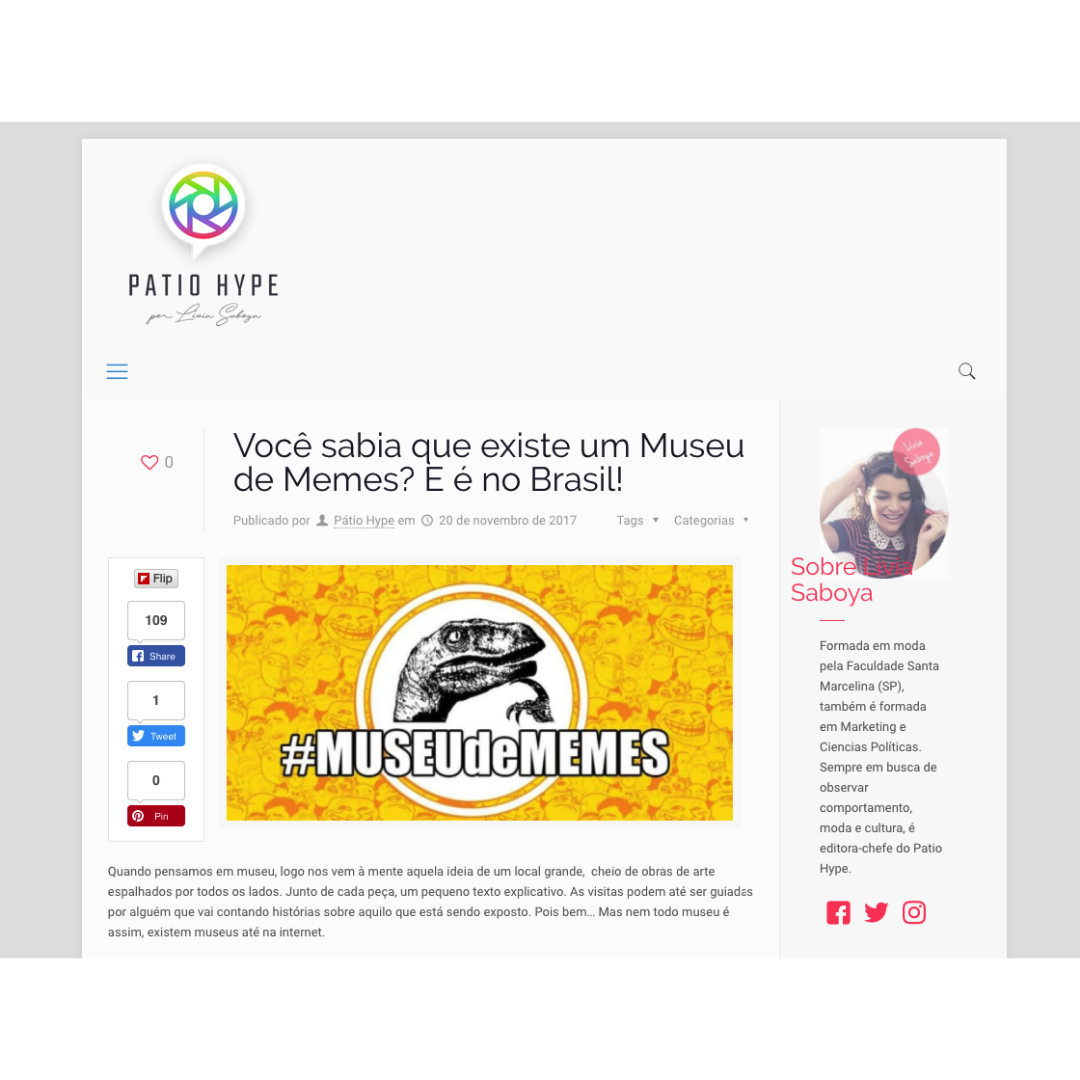 PATIO HYPE
por Lívia Saboya
0
Você sabia que existe um Museu
de Memes? E é no Brasil!
Publicado por Pátio Hype em 20 de novembro de 2017 Tags Categorias
Flip
109
Share
1
Tweet
0
Pin
#MUSEUdeMEMES
Quando pensamos em museu, logo nos vem à mente aquela ideia de um local grande, cheio de obras de arte
espalhados por todos os lados. Junto de cada peça, um pequeno texto explicativo. As visitas podem até ser guiadas
por alguém que vai contando histórias sobre aquilo que está sendo exposto. Pois bem... Mas nem todo museu é
assim, existem museus até na internet.
Lívia
Saboya
Sobre Lívia
Saboya
Formada em moda
pela Faculdade Santa
Marcelina (SP),
também é formada
em Marketing e
Ciencias Políticas.
Sempre em busca de
observar
comportamento,
moda e cultura, é
editora-chefe do Patio
Hype.